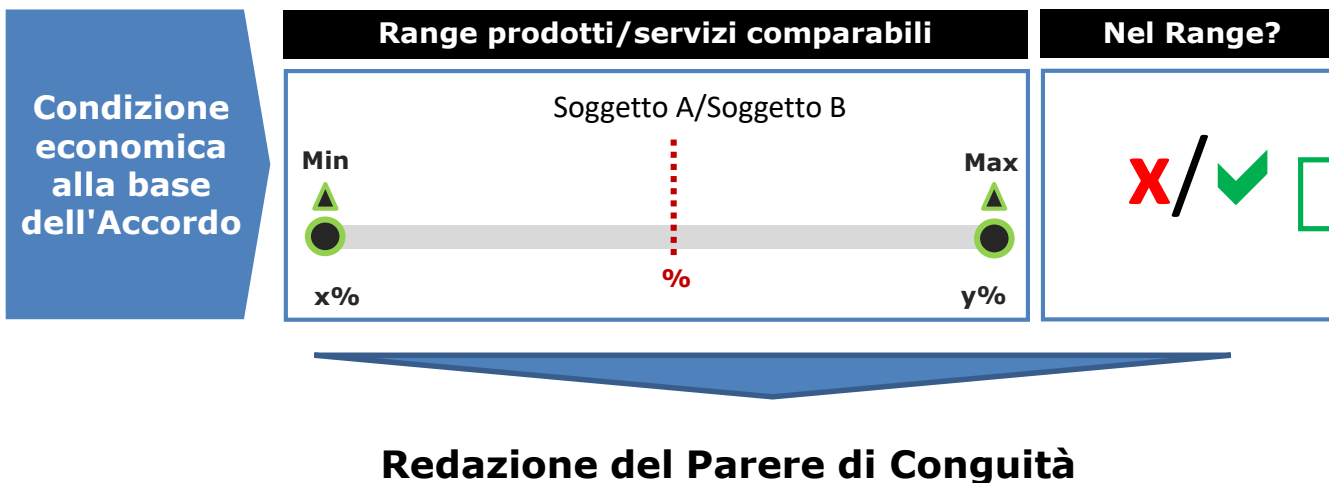 Range prodotti/servizi comparabili
Nel Range?
Condizione
economica
alla base
dell'Accordo
Soggetto A/Soggetto B
Min
Max
x/
%
x%
y%
Redazione del Parere di Conguità